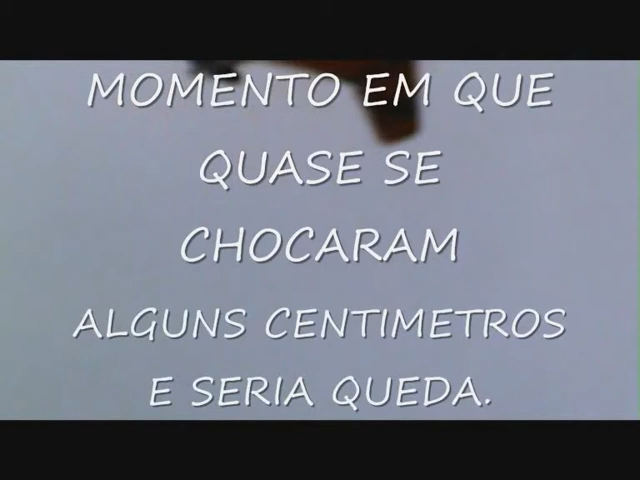 MOMENTO EM QUE
QUASE SE
CHOCARAM
ALGUNS CENTIMETROS
E SERIA QUEDA.